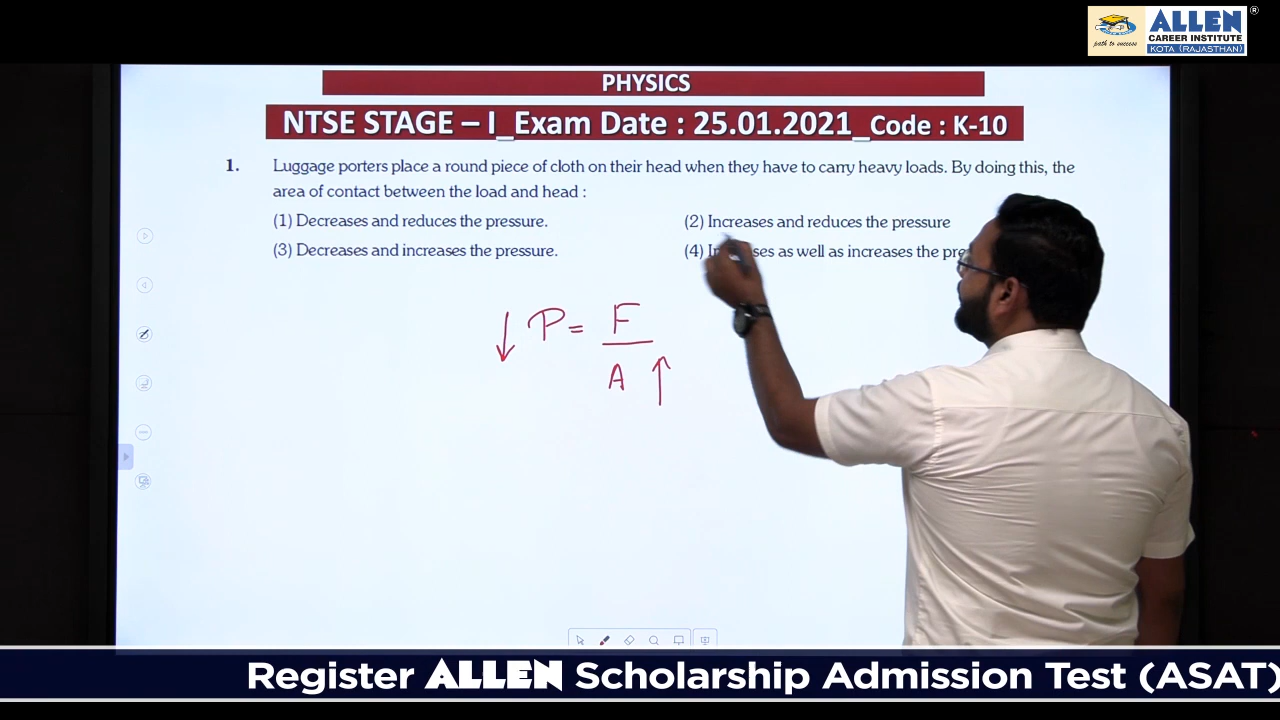 ALLEN
®
CAREER INSTITUTE
path to success
KOTA (RAJASTHAN)
PHYSICS
NTSE STAGE – I_Exam Date : 25.01.2021_Code : K-10
1. Luggage porters place a round piece of cloth on their head when they have to carry heavy loads. By doing this, the
area of contact between the load and head :
(1) Decreases and reduces the pressure. (2) Increases and reduces the pressure
(3) Decreases and increases the pressure. (4) as well as increases the
↓ P = F
A ↑
Register ALLEN Scholarship Admission Test (ASAT)